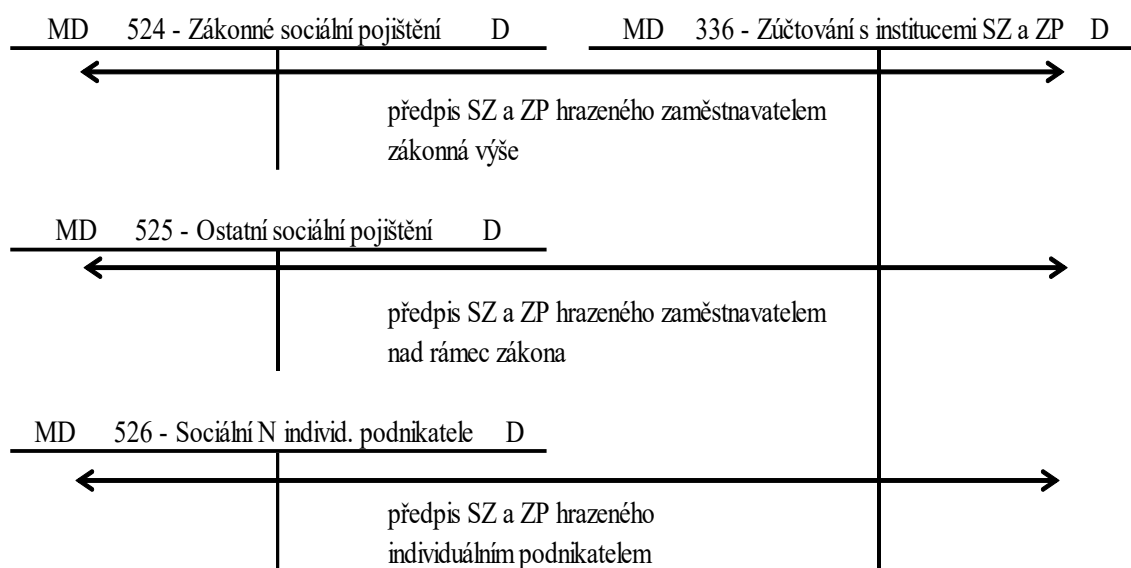 MD 524 - Zákonné sociální pojištění D MD 336 - Zúčtování s institucemi SZ a ZP D
předpis SZ a ZP hrazeného zaměstnavatelem
zákonná výše
MD 525 - Ostatní sociální pojištění D
předpis SZ a ZP hrazeného zaměstnavatelem
nad rámec zákona
MD 526 - Sociální N individ. podnikatele D
předpis SZ a ZP hrazeného
individuálním podnikatelem